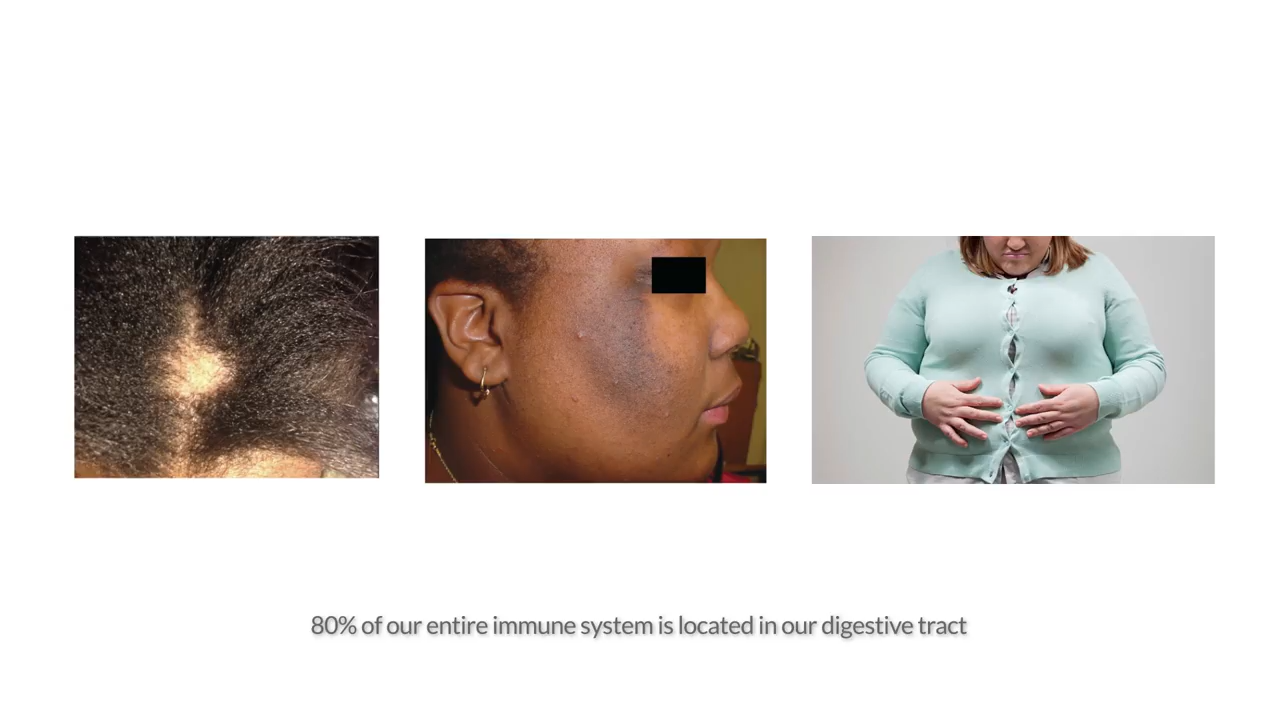 80% of our entire immune system is located in our digestive tract